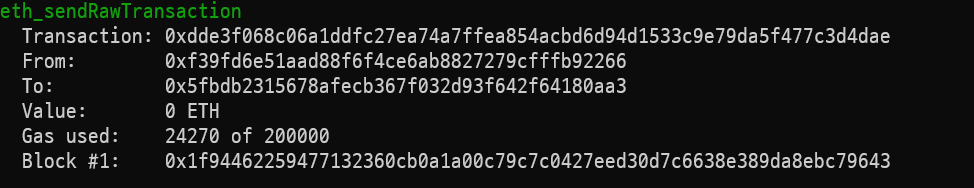 eth_sendRawTransaction
Transaction: 0xdde3f068c06a1ddfc27ea74a7ffea854acbd6d94d1533c9e79da5f477c3d4dae
From: 0xf39fd6e51aad88f6f4ce6ab8827279cfffb92266
To: 0x5fbdb2315678afecb367f032d93f642f64180aa3
Value: 0 ETH
Gas used: 24270 of 200000
Block #1: 0x1f94462259477132360cb0a1a00c79c7c0427eed30d7c6638e389da8ebc79643